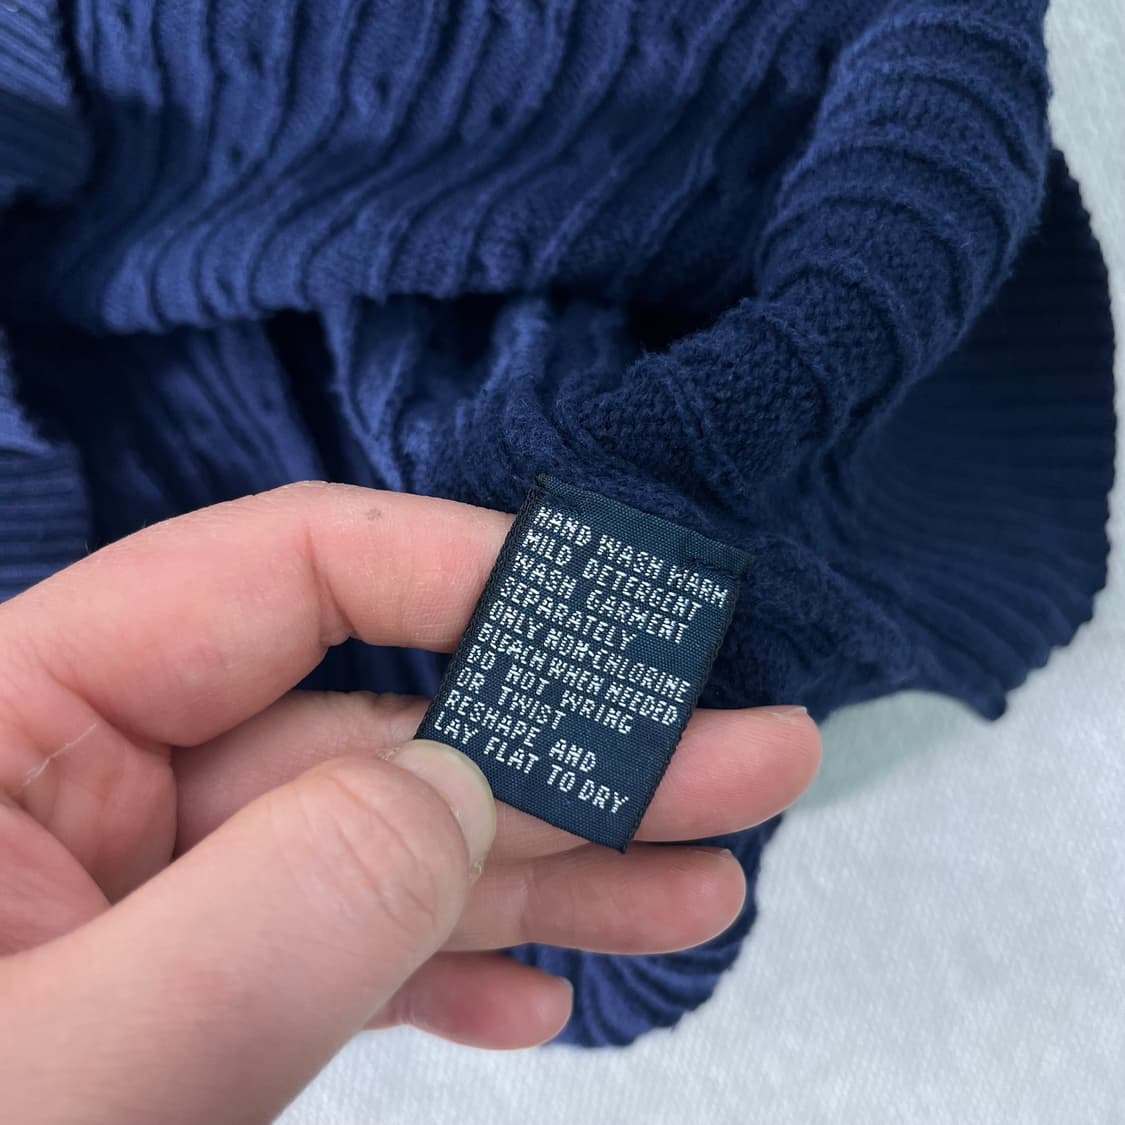 HAND WASH WARM
MILD DETERGENT
WASH GARMENT
SEPARATELY
ONLY NON-CHLORINE
BLEACH WHEN NEEDED
DO NOT WRING
OR TWIST
RESHAPE AND
LAY FLAT TO DRY